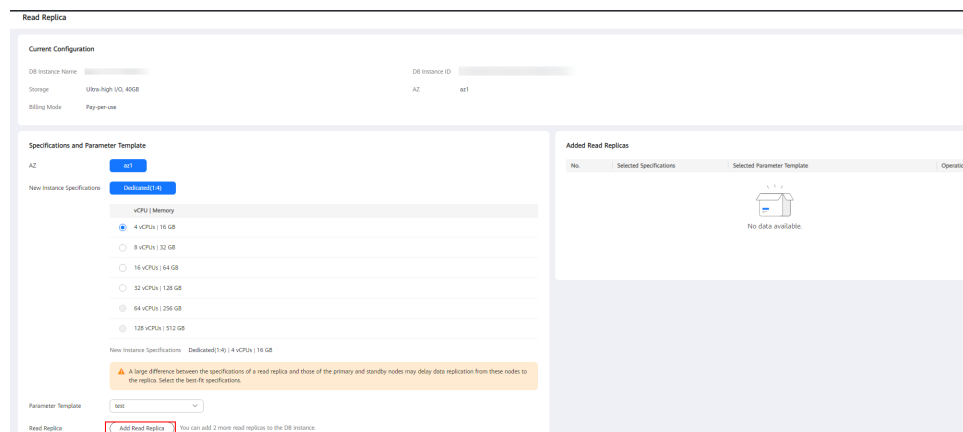 Read Replica
Current Configuration
DB Instance Name
DB Instance ID
Storage Ultra-high I/O, 40GB
AZ az1
Billing Mode Pay-per-use
Specifications and Parameter Template
AZ az1
New Instance Specifications Dedicated(1:4)
vCPU | Memory
4 vCPUs | 16 GB
8 vCPUs | 32 GB
16 vCPUs | 64 GB
32 vCPUs | 128 GB
64 vCPUs | 256 GB
128 vCPUs | 512 GB
New Instance Specifications Dedicated(1:4) | 4 vCPUs | 16 GB
A large difference between the specifications of a read replica and those of the primary and standby nodes may delay data replication from these nodes to
the replica. Select the best-fit specifications.
Parameter Template test
Read Replica Add Read Replica You can add 2 more read replicas to the DB instance.
Added Read Replicas
No. Selected Specifications Selected Parameter Template Operatio
No data available.